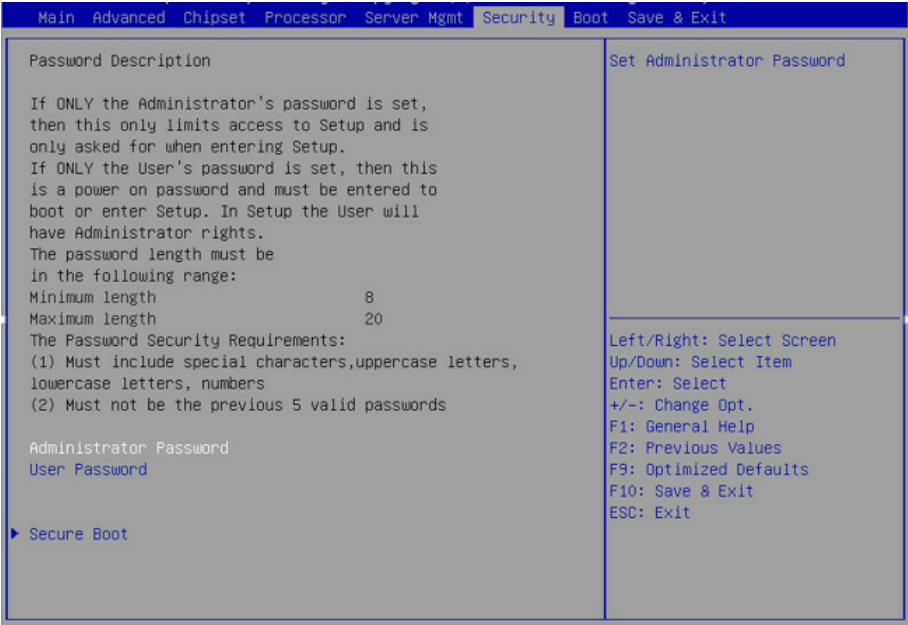 Main Advanced Chipset Processor Server Mgmt Security Boot Save & Exit
Password Description
If ONLY the Administrator's password is set,
then this only limits access to Setup and is
only asked for when entering Setup.
If ONLY the User's password is set, then this
is a power on password and must be entered to
boot or enter Setup. In Setup the User will
have Administrator rights.
The password length must be
in the following range:
Minimum length 8
Maximum length 20
The Password Security Requirements:
(1) Must include special characters,uppercase letters,
lowercase letters, numbers
(2) Must not be the previous 5 valid passwords
Administrator Password
User Password
Secure Boot
Set Administrator Password
Left/Right: Select Screen
Up/Down: Select Item
Enter: Select
+/-: Change Opt.
F1: General Help
F2: Previous Values
F9: Optimized Defaults
F10: Save & Exit
ESC: Exit